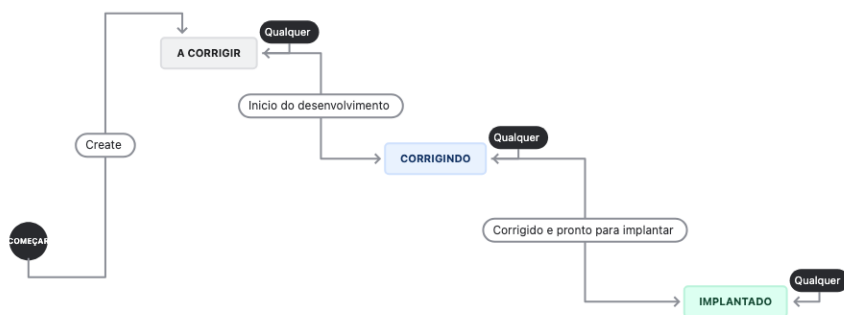 Qualquer
A CORRIGIR
Inicio do desenvolvimento
Create
Qualquer
CORRIGINDO
Corrigido e pronto para implantar
COMEÇAR
Qualquer
IMPLANTADO